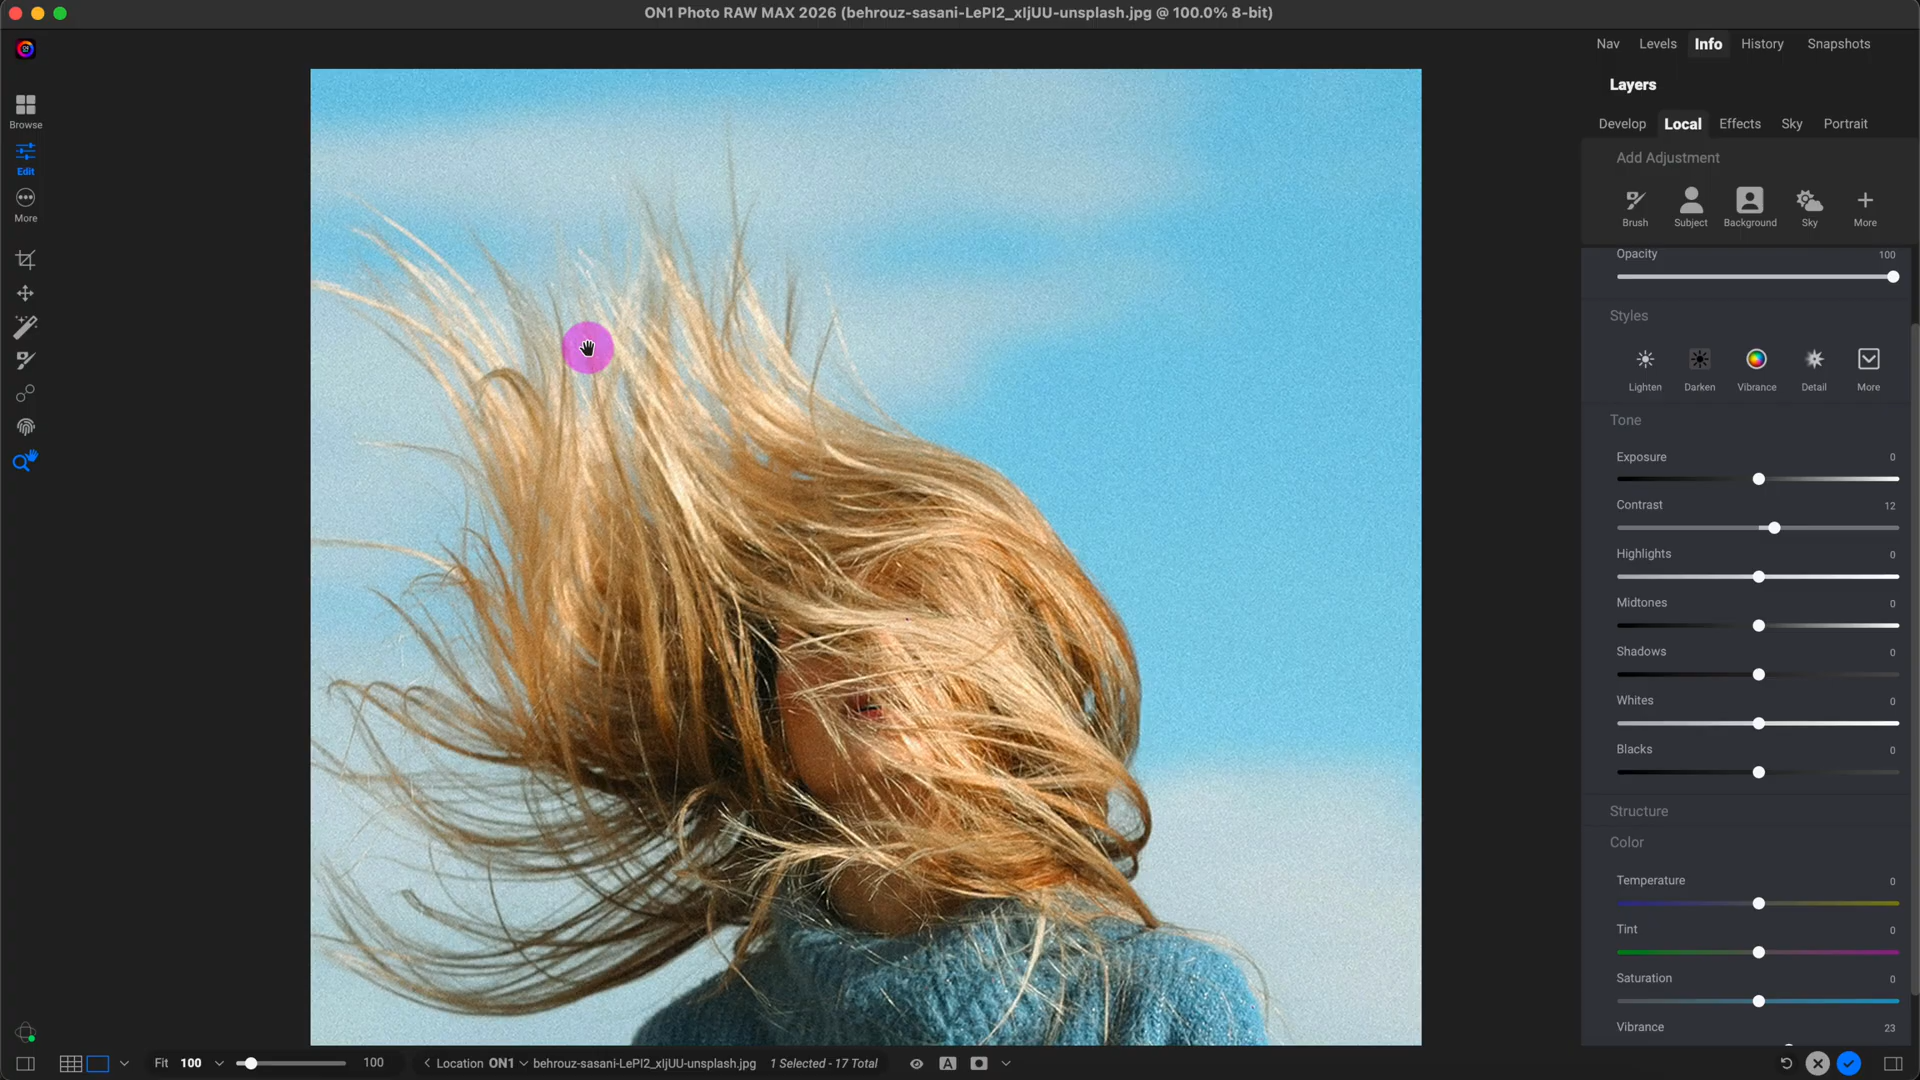 ON1 Photo RAW MAX 2026 (behrouz-sasani-LePI2_xIjUU-unsplash.jpg @ 100.0% 8-bit)
Nav Levels Info History Snapshots
Layers
Browse
Develop Local Effects Sky Portrait
Add Adjustment
Edit
More
Brush Subject Background Sky More
Opacity 100
Styles
Lighten Darken Vibrance Detail More
Tone
Exposure 0
Contrast 12
Highlights 0
Midtones 0
Shadows 0
Whites 0
Blacks 0
Structure
Color
Temperature 0
Tint 0
Saturation 0
Vibrance 23
Fit 100 100 Location ON1 behrouz-sasani-LePI2_xIjUU-unsplash.jpg 1 Selected - 17 Total A